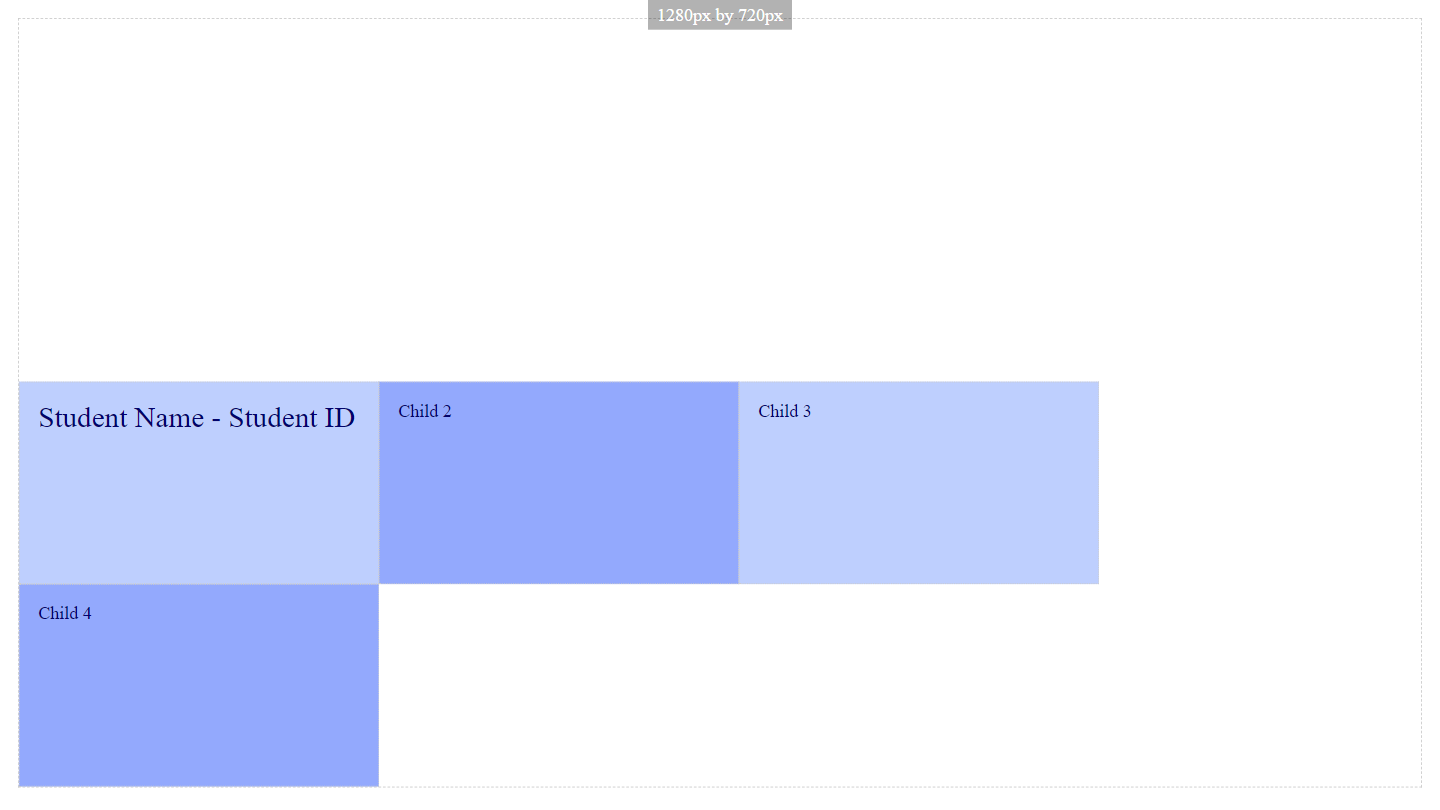 1280px by 720px
Student Name - Student ID
Child 2
Child 3
Child 4